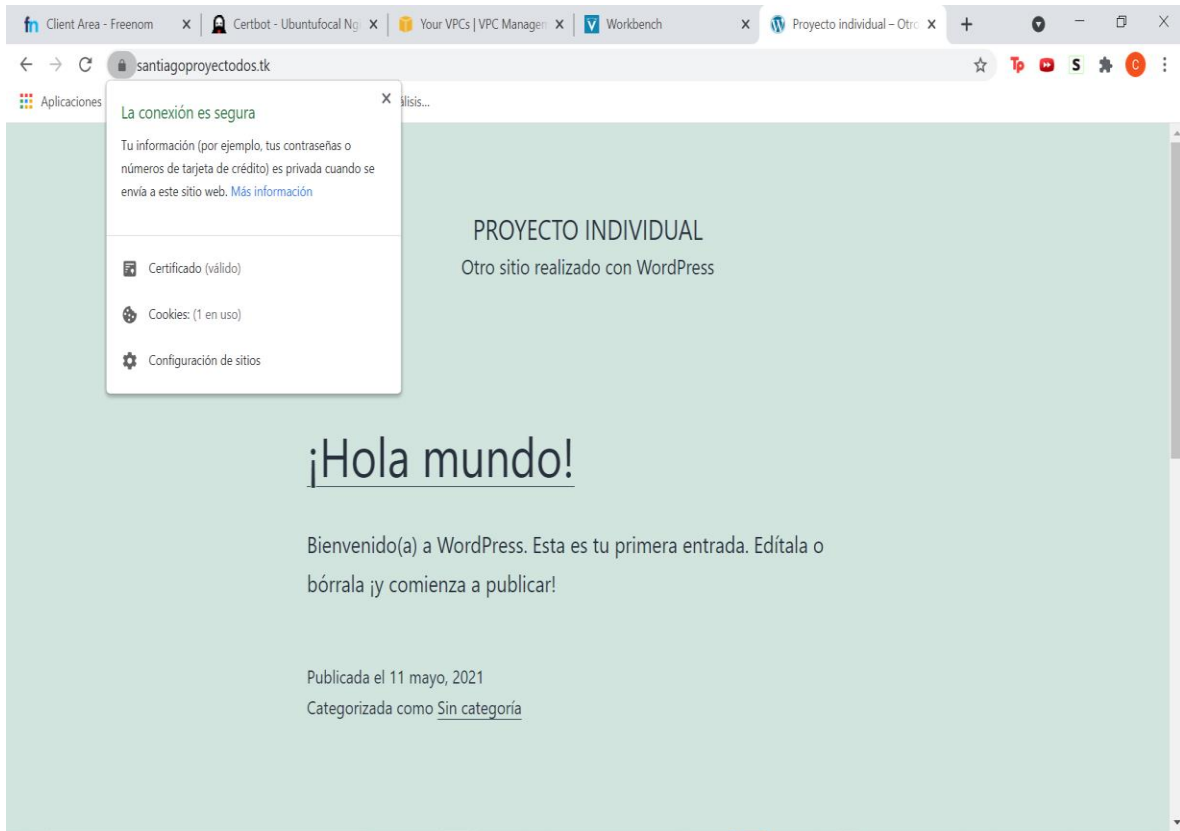 Client Area - Freenom
Certbot - Ubuntufocal Ng
Your VPCs | VPC Managem
Workbench
Proyecto individual – Otro
santiagoproyectodos.tk
Aplicaciones
álisis...
La conexión es segura
Tu información (por ejemplo, tus contraseñas o
números de tarjeta de crédito) es privada cuando se
envía a este sitio web. Más información
Certificado (válido)
Cookies: (1 en uso)
Configuración de sitios
PROYECTO INDIVIDUAL
Otro sitio realizado con WordPress
¡Hola mundo!
Bienvenido(a) a WordPress. Esta es tu primera entrada. Edítala o
bórrala ¡y comienza a publicar!
Publicada el 11 mayo, 2021
Categorizada como Sin categoría